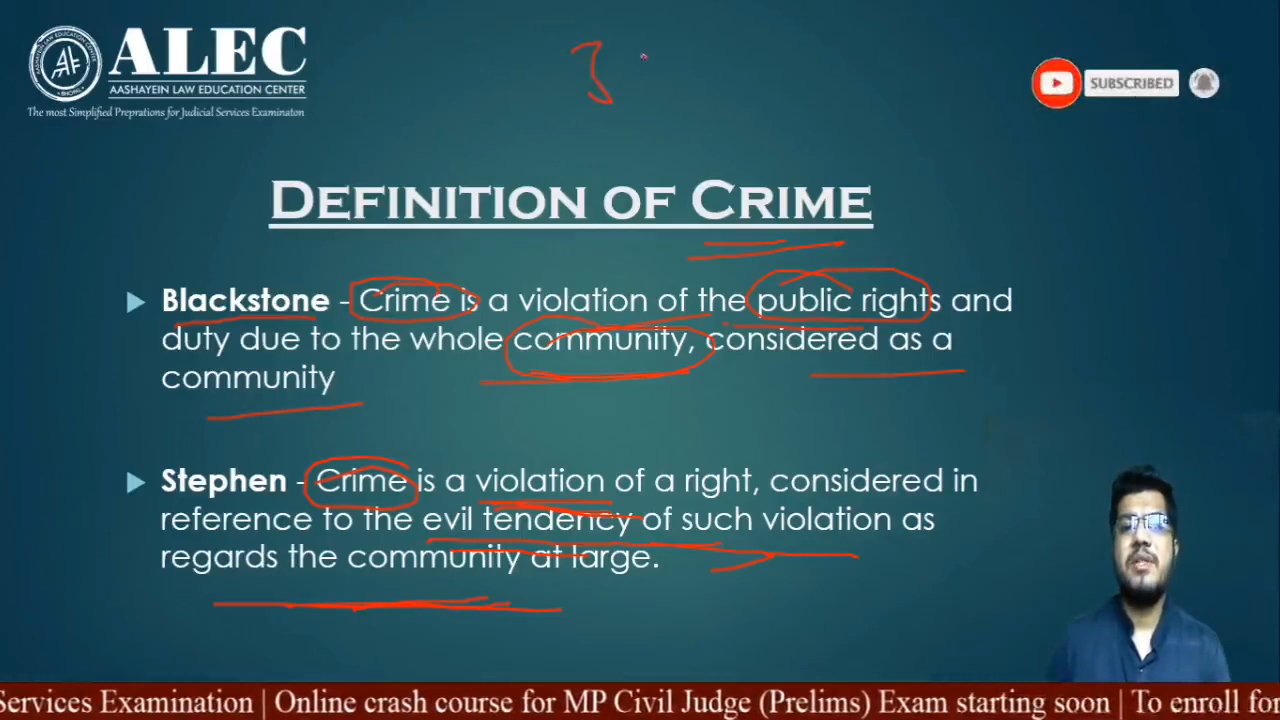 ALEC
AASHAYEIN LAW EDUCATION CENTER
The most Simplified Preprations for Judicial Services Examinaton
SUBSCRIBED
DEFINITION OF CRIME
Blackstone - Crime is a violation of the public rights and
duty due to the whole community, considered as a
community
Stephen - Crime is a violation of a right, considered in
reference to the evil tendency of such violation as
regards the community at large.
Services Examination | Online crash course for MP Civil Judge (Prelims) Exam starting soon | To enroll for